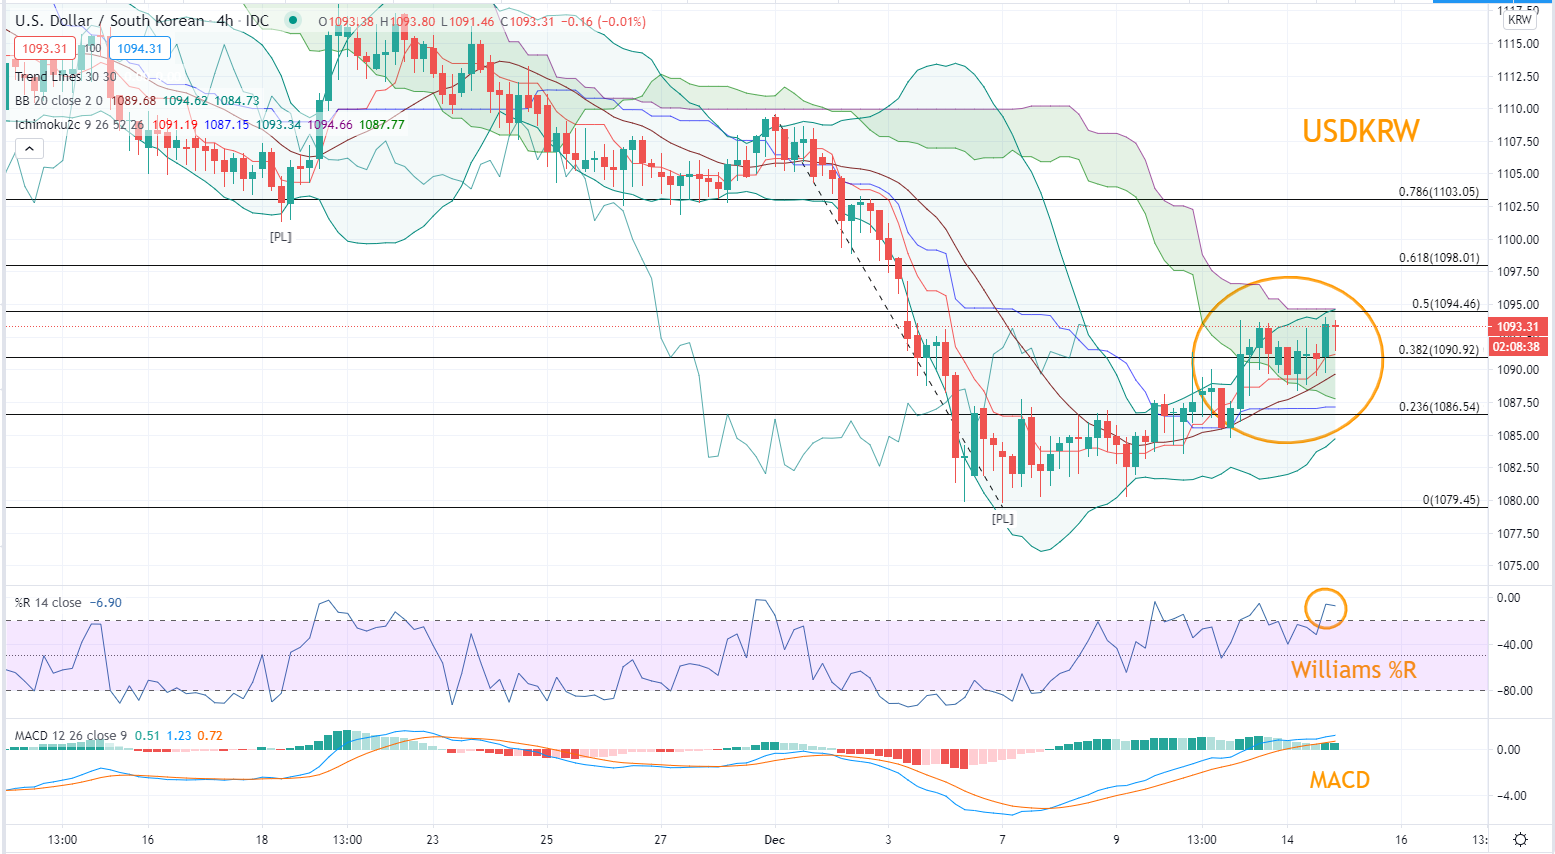 U.S. Dollar / South Korean · 4h · IDC O1093.38 H1093.80 L1091.46 C1093.31 −0.16 (−0.01%)
1093.31 100 1094.31
Trend Lines 30 30
BB 20 close 2 0 1089.68 1094.62 1084.73
Ichimoku2c 9 26 52 26 1091.19 1087.15 1093.34 1094.66 1087.77
USDKRW
[PL]
[PL]
0.786(1103.05)
0.618(1098.01)
0.5(1094.46)
0.382(1090.92)
0.236(1086.54)
0(1079.45)
1117.50
KRW
1115.00
1112.50
1110.00
1107.50
1105.00
1102.50
1100.00
1097.50
1095.00
1093.31
02:08:38
1090.00
1087.50
1085.00
1082.50
1080.00
1077.50
1075.00
%R 14 close −6.90
Williams %R
0.00
−40.00
−80.00
MACD 12 26 close 9 0.51 1.23 0.72
MACD
0.00
−4.00
13:00 16 18 13:00 23 25 27 Dec 3 7 9 13:00 14 16 13: